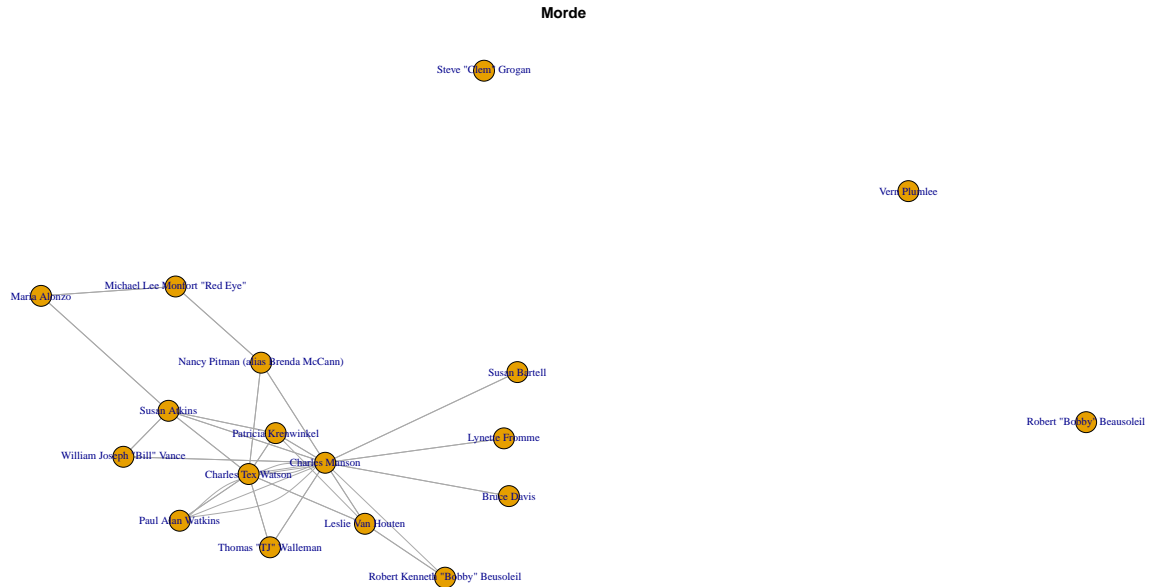 Morde
Steve "Clem" Grogan
Vern Plumlee
Michael Lee Monfort "Red Eye"
Maria Alonzo
Nancy Pitman (alias Brenda McCann)
Susan Bartell
Susan Atkins
Robert "Bobby" Beausoleil
Patricia Krenwinkel
Lynette Fromme
William Joseph "Bill" Vance
Charles Manson
Charles Tex Watson
Bruce Davis
Paul Alan Watkins
Leslie Van Houten
Thomas "TJ" Walleman
Robert Kenneth "Bobby" Beusoleil